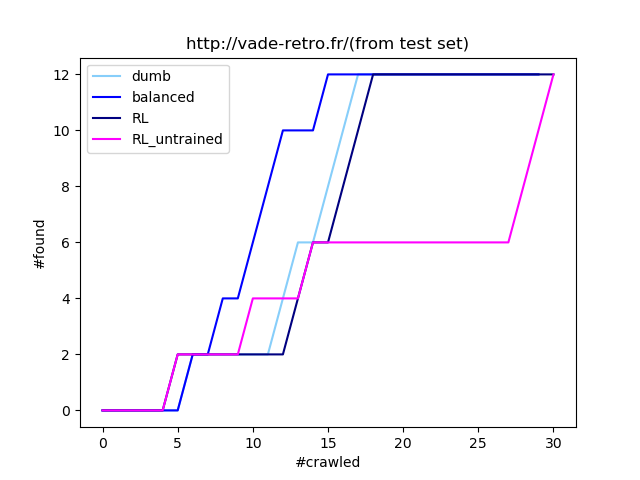 http://vade-retro.fr/(from test set)
dumb
balanced
RL
RL_untrained
12
10
8
6
4
2
0
#found
0 5 10 15 20 25 30
#crawled